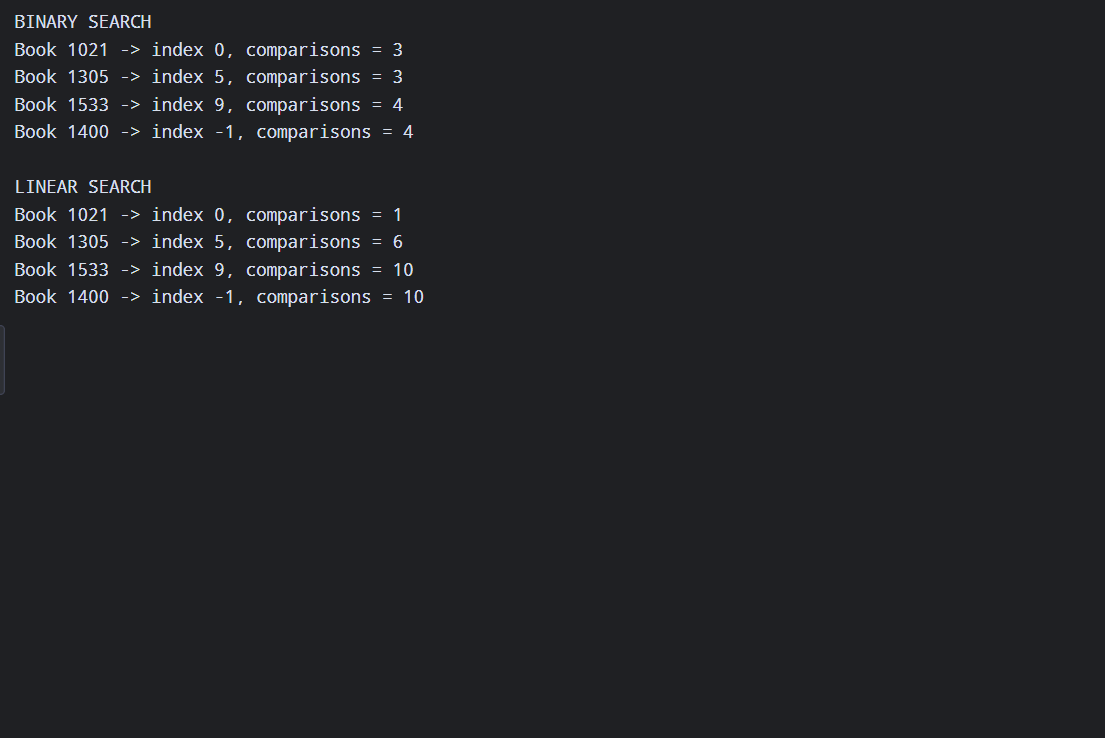 BINARY SEARCH
Book 1021 -> index 0, comparisons = 3
Book 1305 -> index 5, comparisons = 3
Book 1533 -> index 9, comparisons = 4
Book 1400 -> index -1, comparisons = 4
LINEAR SEARCH
Book 1021 -> index 0, comparisons = 1
Book 1305 -> index 5, comparisons = 6
Book 1533 -> index 9, comparisons = 10
Book 1400 -> index -1, comparisons = 10